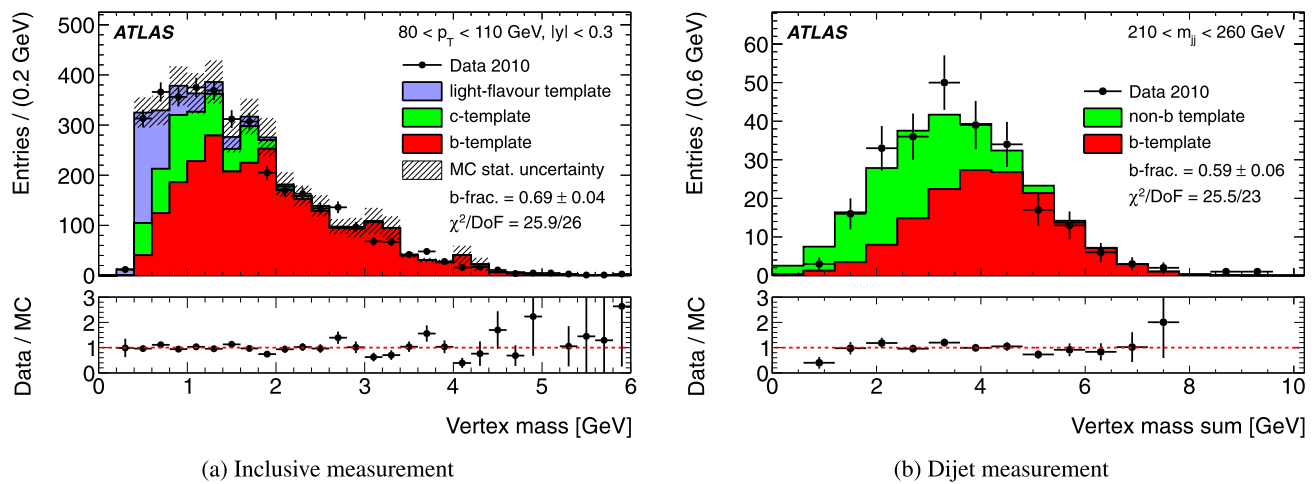 ATLAS
80 < p_T < 110 GeV, |y| < 0.3
Entries / (0.2 GeV)
500
400
300
200
100
0
Data 2010
light-flavour template
c-template
b-template
MC stat. uncertainty
b-frac. = 0.69 ± 0.04
χ²/DoF = 25.9/26
Data / MC
3
2
1
0
0 1 2 3 4 5 6
Vertex mass [GeV]
(a) Inclusive measurement
ATLAS
210 < m_jj < 260 GeV
Entries / (0.6 GeV)
60
50
40
30
20
10
0
Data 2010
non-b template
b-template
b-frac. = 0.59 ± 0.06
χ²/DoF = 25.5/23
Data / MC
3
2
1
0
0 2 4 6 8 10
Vertex mass sum [GeV]
(b) Dijet measurement